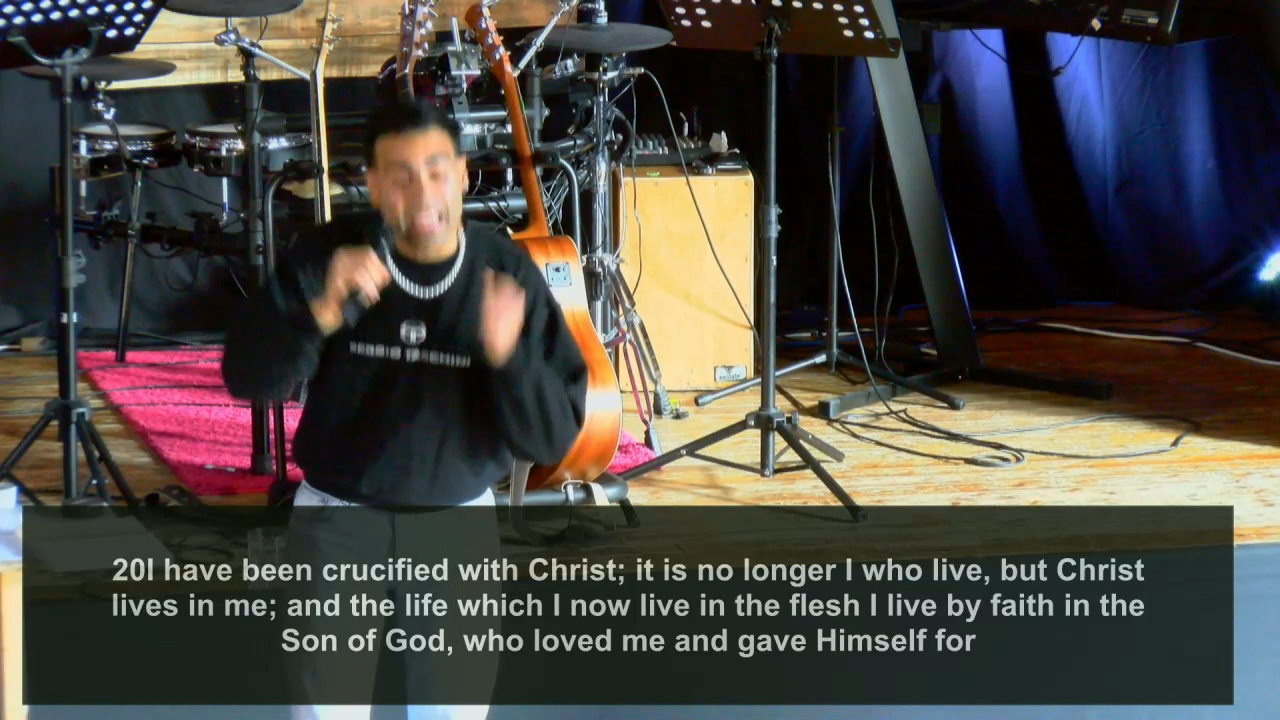 20I have been crucified with Christ; it is no longer I who live, but Christ
lives in me; and the life which I now live in the flesh I live by faith in the
Son of God, who loved me and gave Himself for